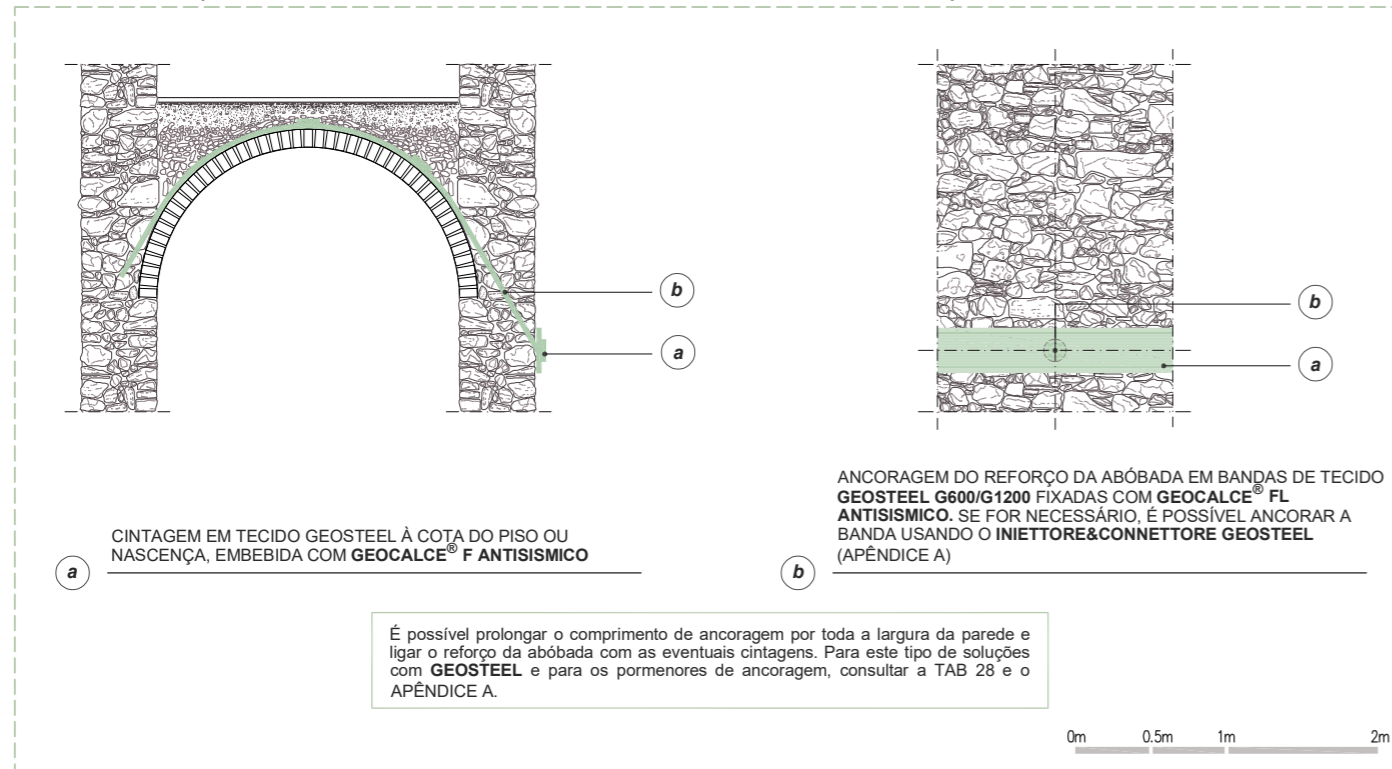 b
a
b
a
a
CINTAGEM EM TECIDO GEOSTEEL À COTA DO PISO OU
NASCENÇA, EMBEBIDA COM GEOCALCE® F ANTISISMICO
b
ANCORAGEM DO REFORÇO DA ABÓBADA EM BANDAS DE TECIDO
GEOSTEEL G600/G1200 FIXADAS COM GEOCALCE® FL
ANTISISMICO. SE FOR NECESSÁRIO, É POSSÍVEL ANCORAR A
BANDA USANDO O INIETTORE&CONNETTORE GEOSTEEL
(APÊNDICE A)
É possível prolongar o comprimento de ancoragem por toda a largura da parede e
ligar o reforço da abóbada com as eventuais cintagens. Para este tipo de soluções
com GEOSTEEL e para os pormenores de ancoragem, consultar a TAB 28 e o
APÊNDICE A.
0m 0.5m 1m 2m